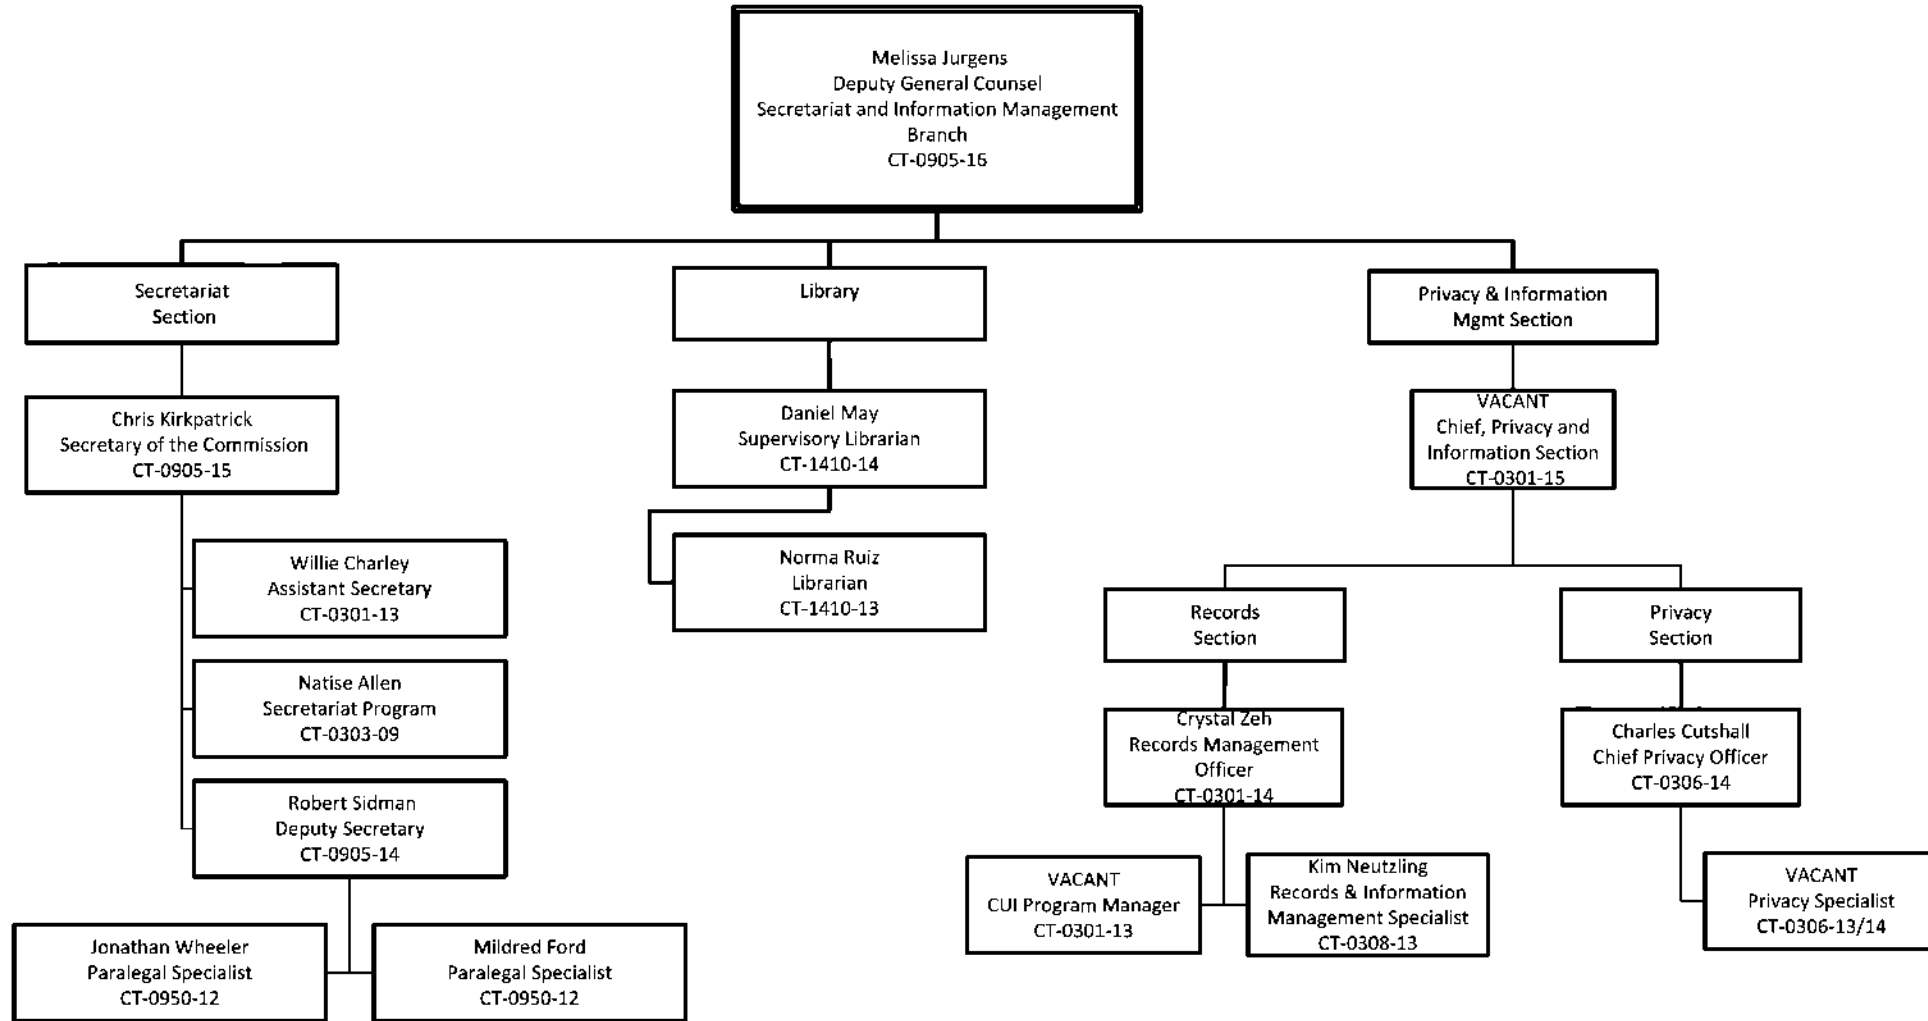 Melissa Jurgens
Deputy General Counsel
Secretariat and Information Management
Branch
CT-0905-16
Secretariat
Section
Library
Privacy & Information
Mgmt Section
Chris Kirkpatrick
Secretary of the Commission
CT-0905-15
Daniel May
Supervisory Librarian
CT-1410-14
VACANT
Chief, Privacy and
Information Section
CT-0301-15
Willie Charley
Assistant Secretary
CT-0301-13
Norma Ruiz
Librarian
CT-1410-13
Records
Section
Privacy
Section
Natise Allen
Secretariat Program
CT-0303-09
Crystal Zeh
Records Management
Officer
CT-0301-14
Charles Cutshall
Chief Privacy Officer
CT-0306-14
Robert Sidman
Deputy Secretary
CT-0905-14
VACANT
CUI Program Manager
CT-0301-13
Kim Neutzling
Records & Information
Management Specialist
CT-0308-13
VACANT
Privacy Specialist
CT-0306-13/14
Jonathan Wheeler
Paralegal Specialist
CT-0950-12
Mildred Ford
Paralegal Specialist
CT-0950-12